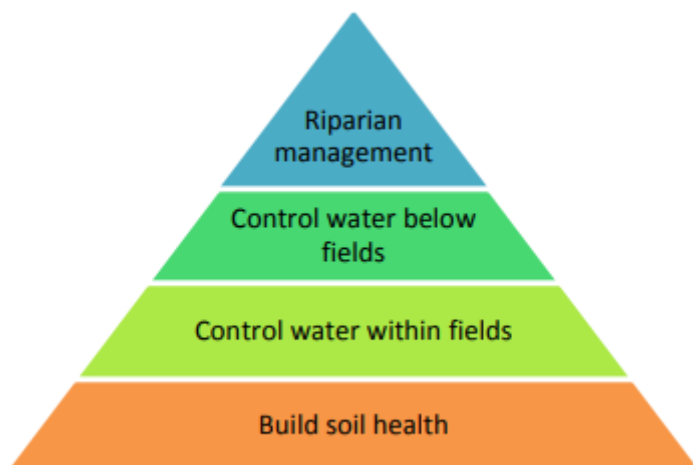 Riparian
management
Control water below
fields
Control water within fields
Build soil health